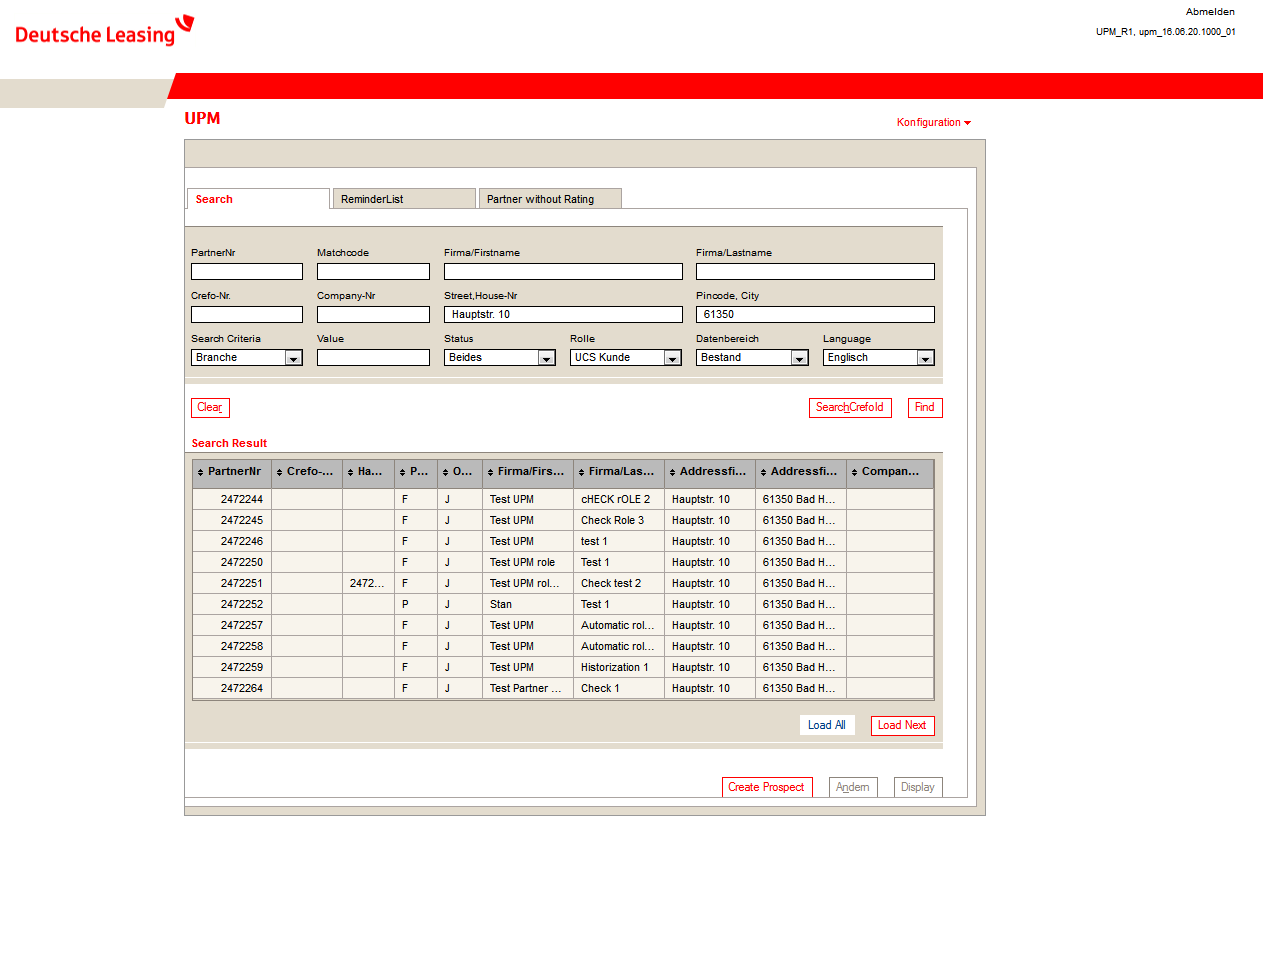 Abmelden
Deutsche Leasing
UPM_R1, upm_16.06.20.1000_01
UPM
Konfiguration
Search ReminderList Partner without Rating
PartnerNr Matchcode Firma/Firstname Firma/Lastname
Crefo-Nr. Company-Nr Street,House-Nr Pincode, City
Hauptstr. 10 61350
Search Criteria Value Status Rolle Datenbereich Language
Branche Beides UCS Kunde Bestand Englisch
Clear SearchCrefoId Find
Search Result
PartnerNr Crefo-... Ha... P... O... Firma/Firs... Firma/Las... Addressfi... Addressfi... Compan...
2472244 F J Test UPM cHECK rOLE 2 Hauptstr. 10 61350 Bad H...
2472245 F J Test UPM Check Role 3 Hauptstr. 10 61350 Bad H...
2472246 F J Test UPM test 1 Hauptstr. 10 61350 Bad H...
2472250 F J Test UPM role Test 1 Hauptstr. 10 61350 Bad H...
2472251 2472... F J Test UPM rol... Check test 2 Hauptstr. 10 61350 Bad H...
2472252 P J Stan Test 1 Hauptstr. 10 61350 Bad H...
2472257 F J Test UPM Automatic rol... Hauptstr. 10 61350 Bad H...
2472258 F J Test UPM Automatic rol... Hauptstr. 10 61350 Bad H...
2472259 F J Test UPM Historization 1 Hauptstr. 10 61350 Bad H...
2472264 F J Test Partner ... Check 1 Hauptstr. 10 61350 Bad H...
Load All Load Next
Create Prospect Ändern Display